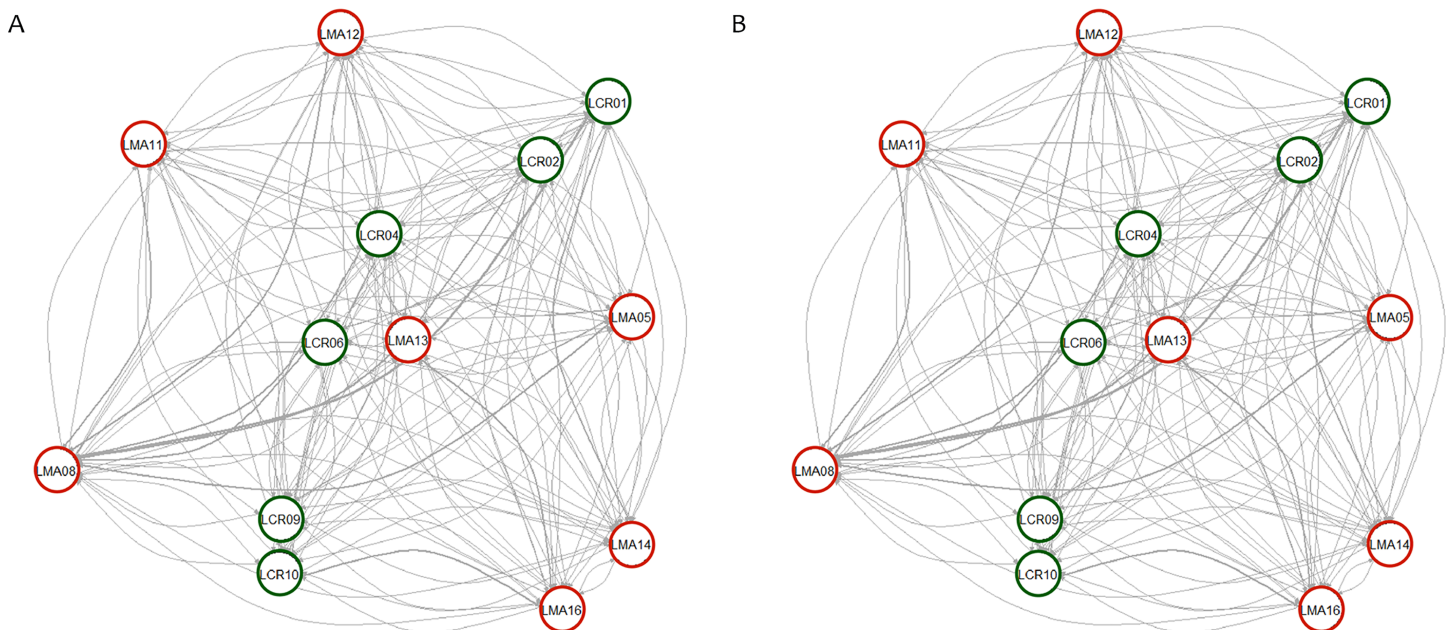 A
B
LMA12
LCR01
LMA11
LCR02
LCR04
LMA05
LCR06
LMA13
LMA08
LCR09
LMA14
LCR10
LMA16
LMA12
LCR01
LMA11
LCR02
LCR04
LMA05
LCR06
LMA13
LMA08
LCR09
LMA14
LCR10
LMA16